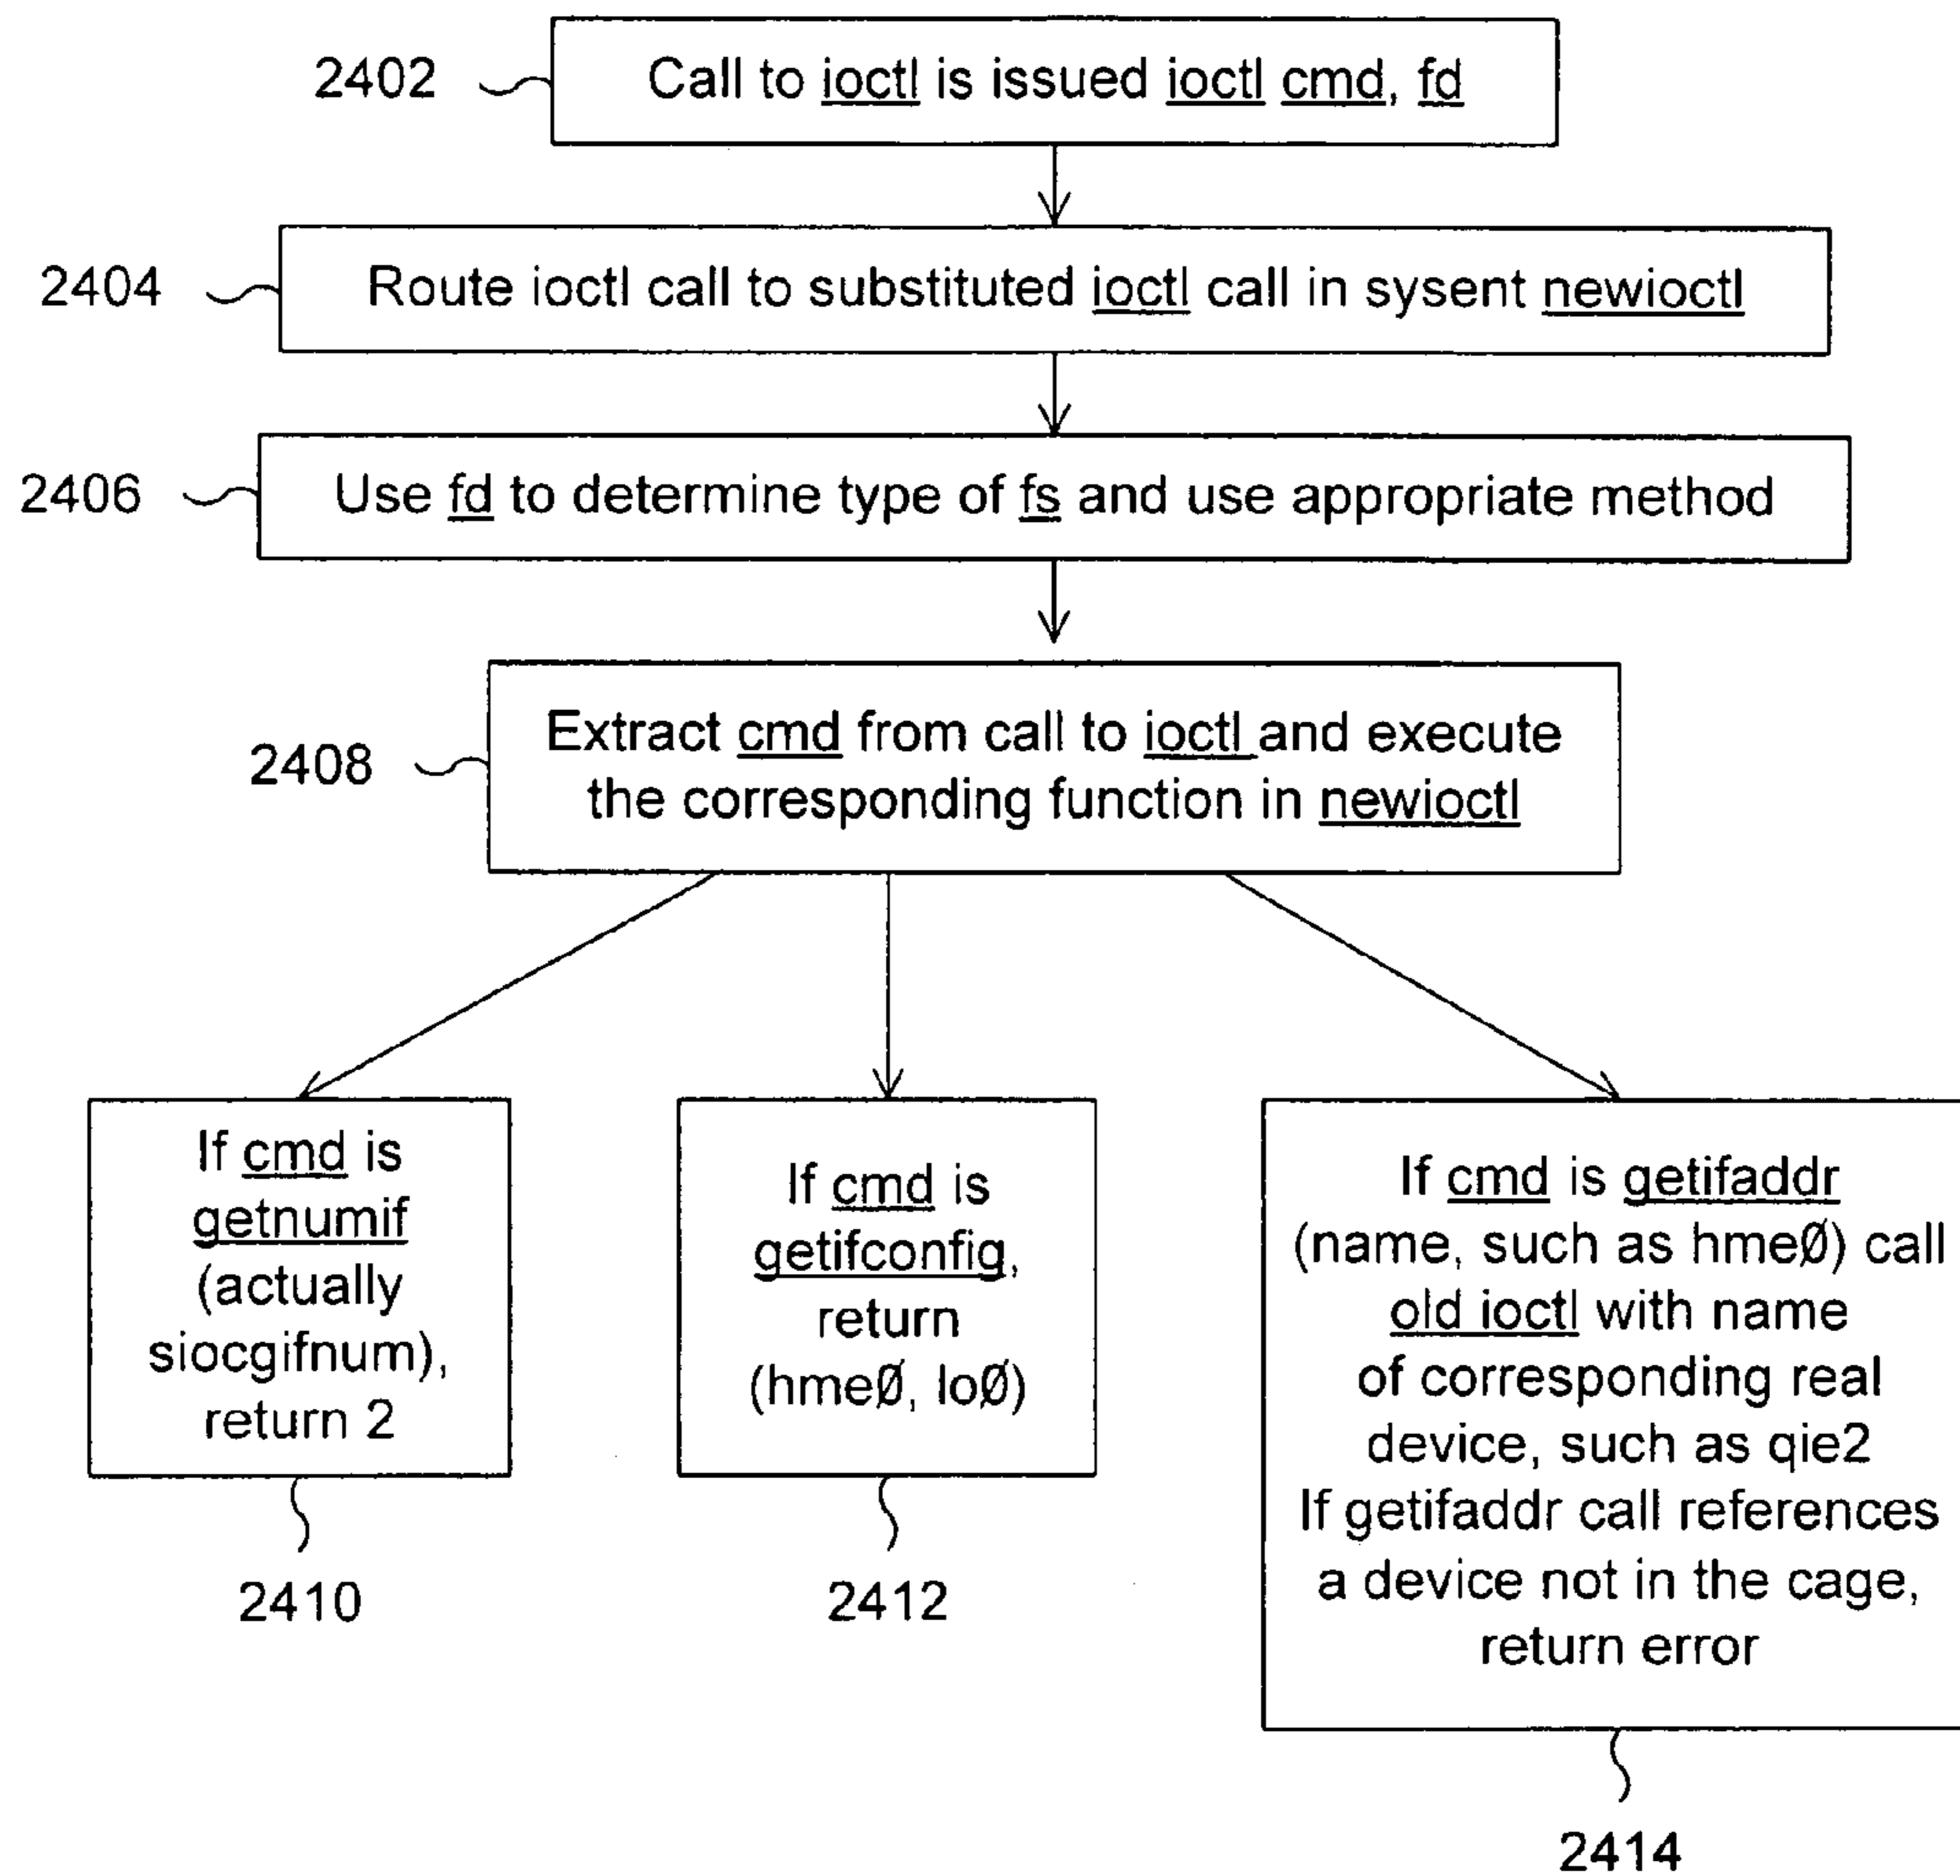 2402
Call to ioctl is issued ioctl cmd, fd
2404
Route ioctl call to substituted ioctl call in sysent newioctl
2406
Use fd to determine type of fs and use appropriate method
2408
Extract cmd from call to ioctl and execute
the corresponding function in newioctl
If cmd is
getnumif
(actually
siocgifnum),
return 2
2410
If cmd is
getifconfig,
return
(hme0̸, lo0̸)
2412
If cmd is getifaddr
(name, such as hme0̸) call
old ioctl with name
of corresponding real
device, such as qie2
If getifaddr call references
a device not in the cage,
return error
2414